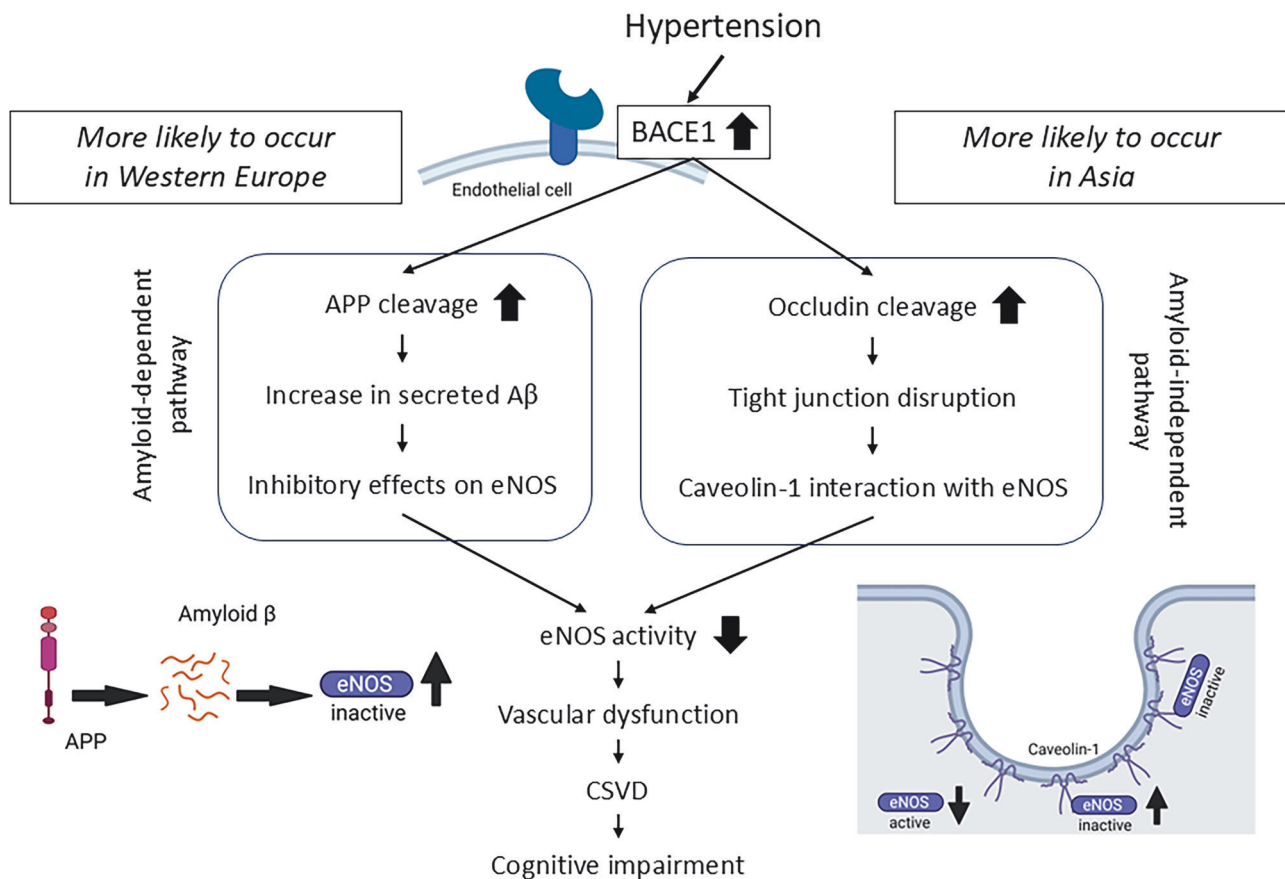 Hypertension
BACE1
Endothelial cell
More likely to occur
in Western Europe
More likely to occur
in Asia
Amyloid-dependent
pathway
APP cleavage
Increase in secreted Aβ
Inhibitory effects on eNOS
Occludin cleavage
Tight junction disruption
Caveolin-1 interaction with eNOS
Amyloid-independent
pathway
eNOS activity
Vascular dysfunction
CSVD
Cognitive impairment
APP
Amyloid β
eNOS
inactive
Caveolin-1
eNOS
inactive
eNOS
active
eNOS
inactive